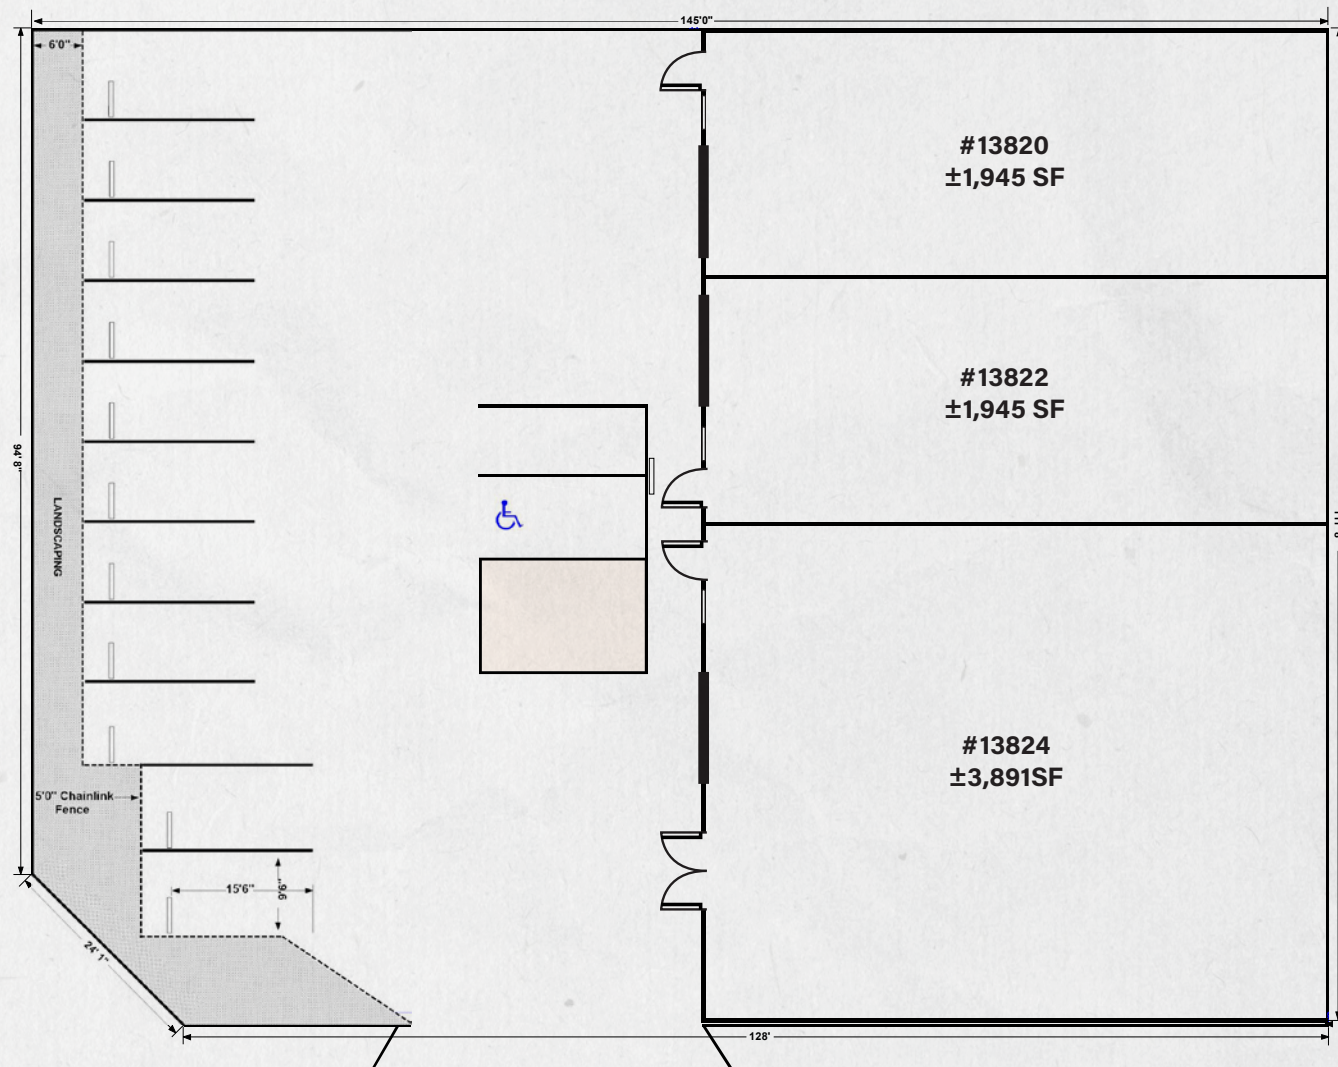 145'0"
6'0"
#13820
±1,945 SF
#13822
±1,945 SF
94'8"
LANDSCAPING
#13824
±3,891SF
5'0" Chainlink
Fence
15'6"
9'6"
24' 1"
128'